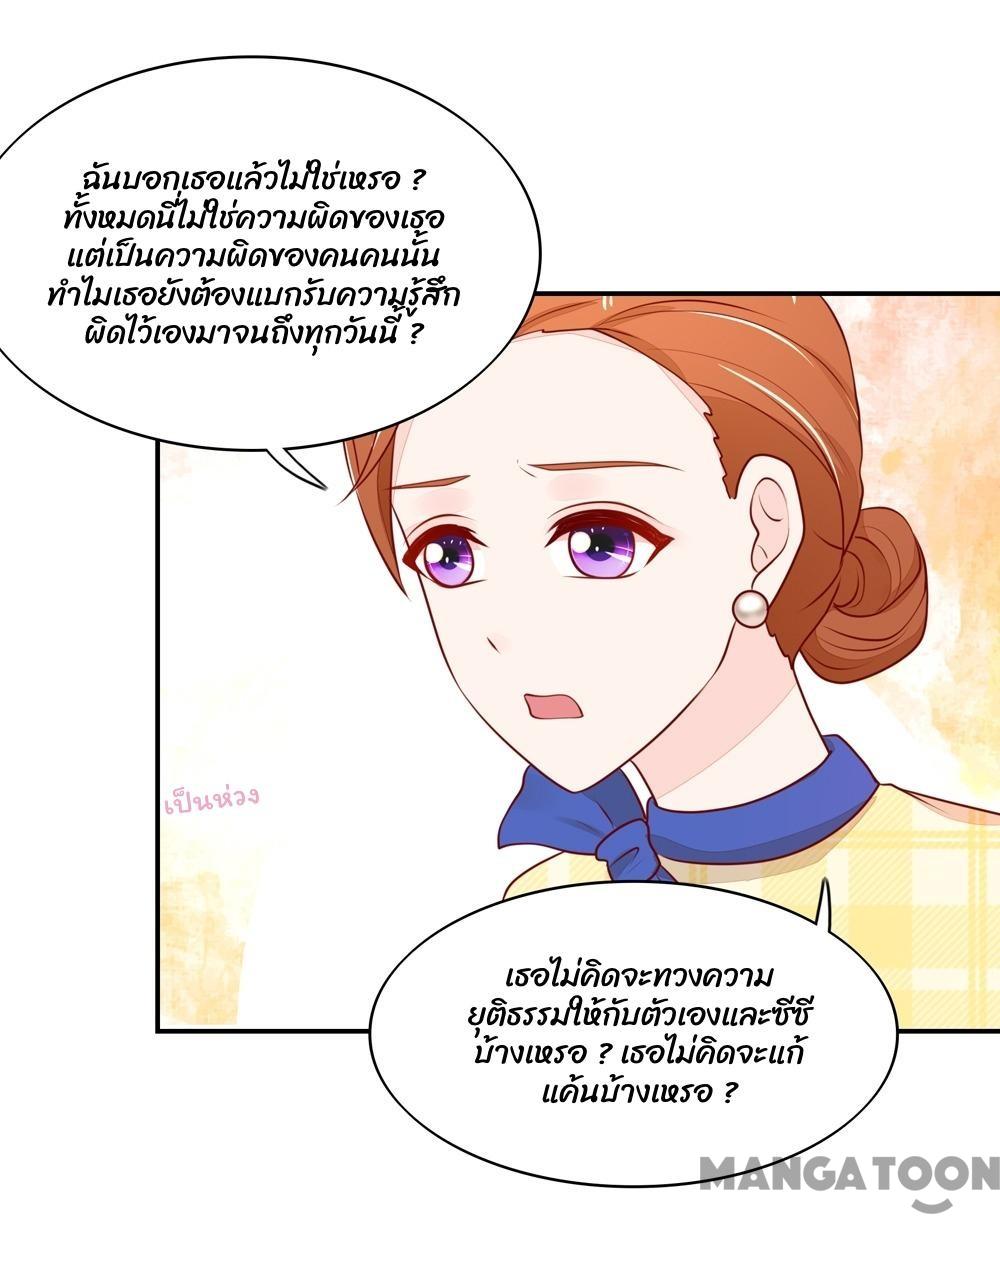 ฉันบอกเธอแล้วไม่ใช่เหรอ ?
ทั้งหมดนี่ไม่ใช่ความผิดของเธอ
แต่เป็นความผิดของคนคนนั้น
ทำไมเธอยังต้องแบกรับความรู้สึก
ผิดไว้เองมาจนถึงทุกวันนี้ ?
เป็นห่วง
เธอไม่คิดจะทวงความ
ยุติธรรมให้กับตัวเองและซีซี
บ้างเหรอ ? เธอไม่คิดจะแก้
แค้นบ้างเหรอ ?
MANGATOON